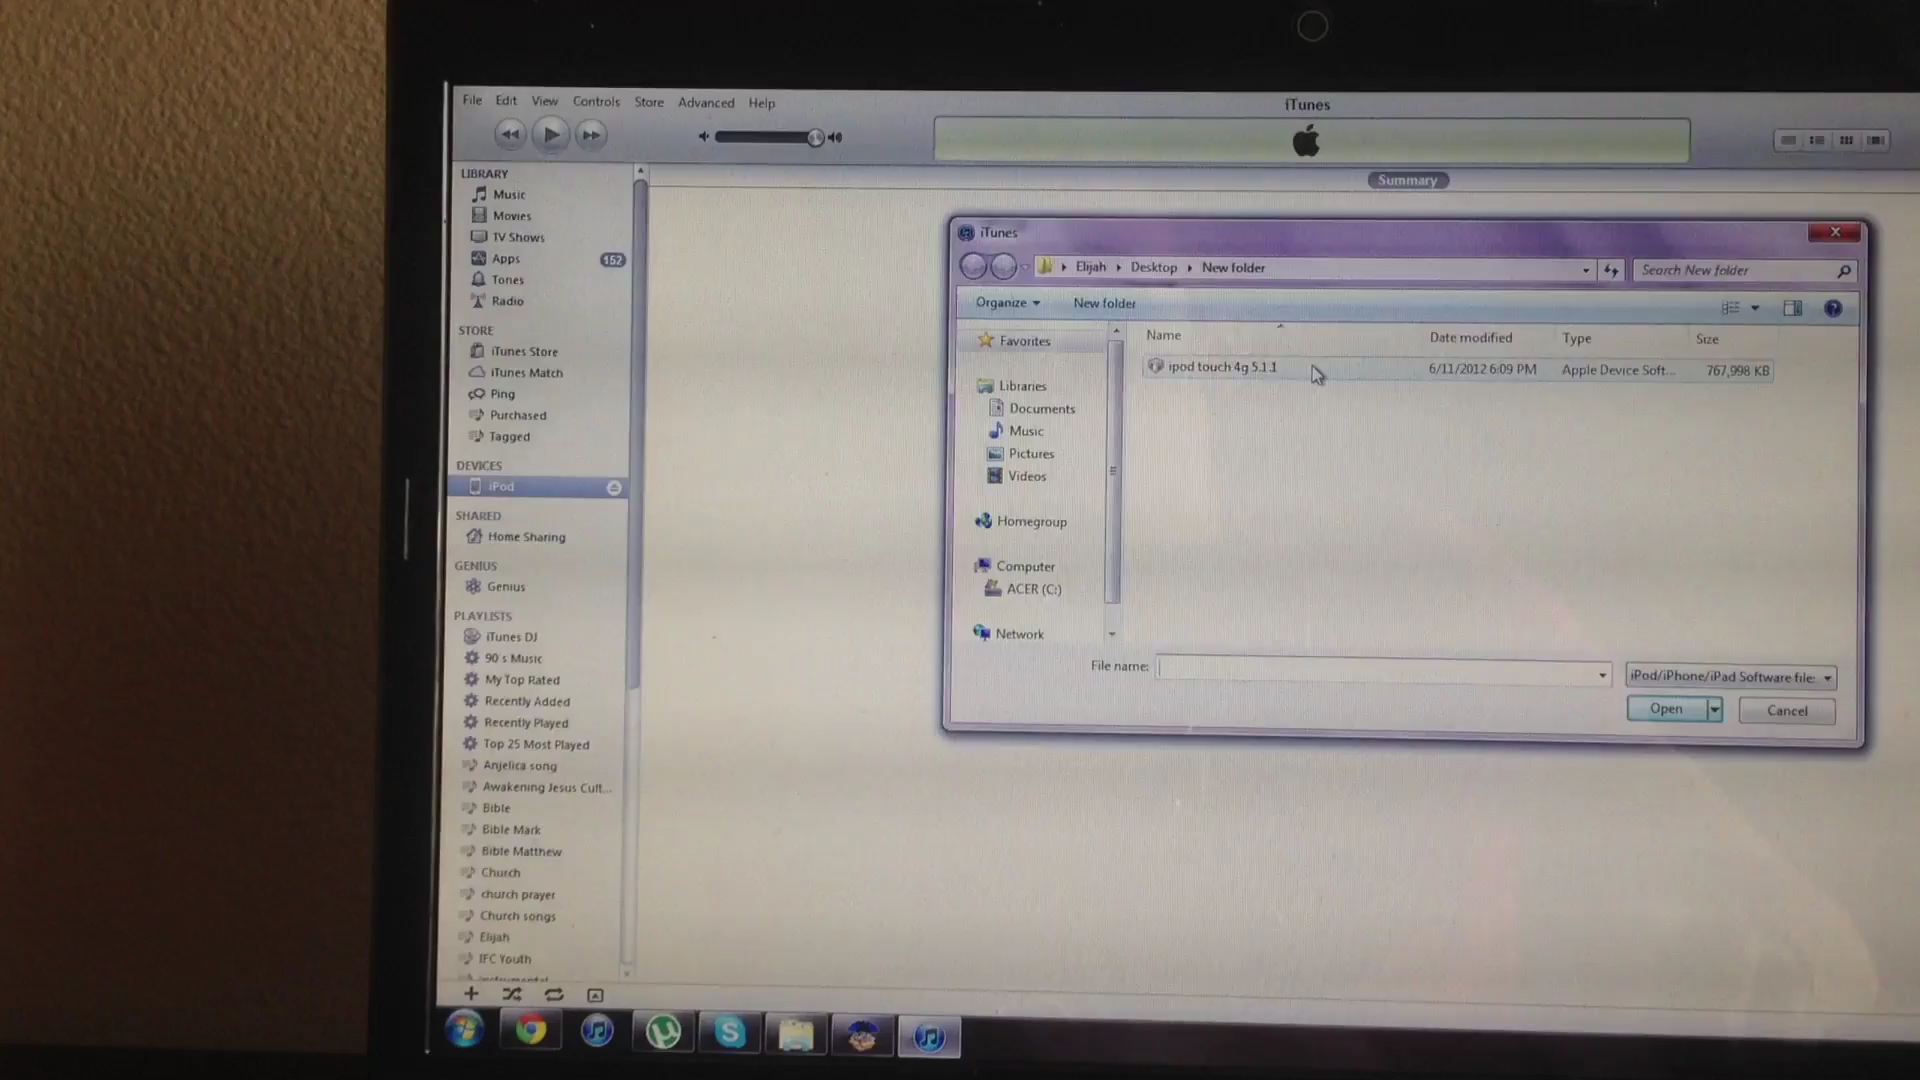 File Edit View Controls Store Advanced Help
iTunes
LIBRARY
Music
Movies
TV Shows
Apps 152
Tones
Radio
STORE
iTunes Store
iTunes Match
Ping
Purchased
Tagged
DEVICES
iPod
SHARED
Home Sharing
GENIUS
Genius
PLAYLISTS
iTunes DJ
90's Music
My Top Rated
Recently Added
Recently Played
Top 25 Most Played
Anjelica song
Awakening Jesus Cult...
Bible
Bible Mark
Bible Matthew
Church
church prayer
Church songs
Elijah
IFC Youth
Summary
iTunes
Elijah Desktop New folder
Search New folder
Organize New folder
Name Date modified Type Size
ipod touch 4g 5.1.1 6/11/2012 6:09 PM Apple Device Soft... 767,998 KB
Favorites
Libraries
Documents
Music
Pictures
Videos
Homegroup
Computer
ACER (C:)
Network
File name:
iPod/iPhone/iPad Software file:
Open Cancel